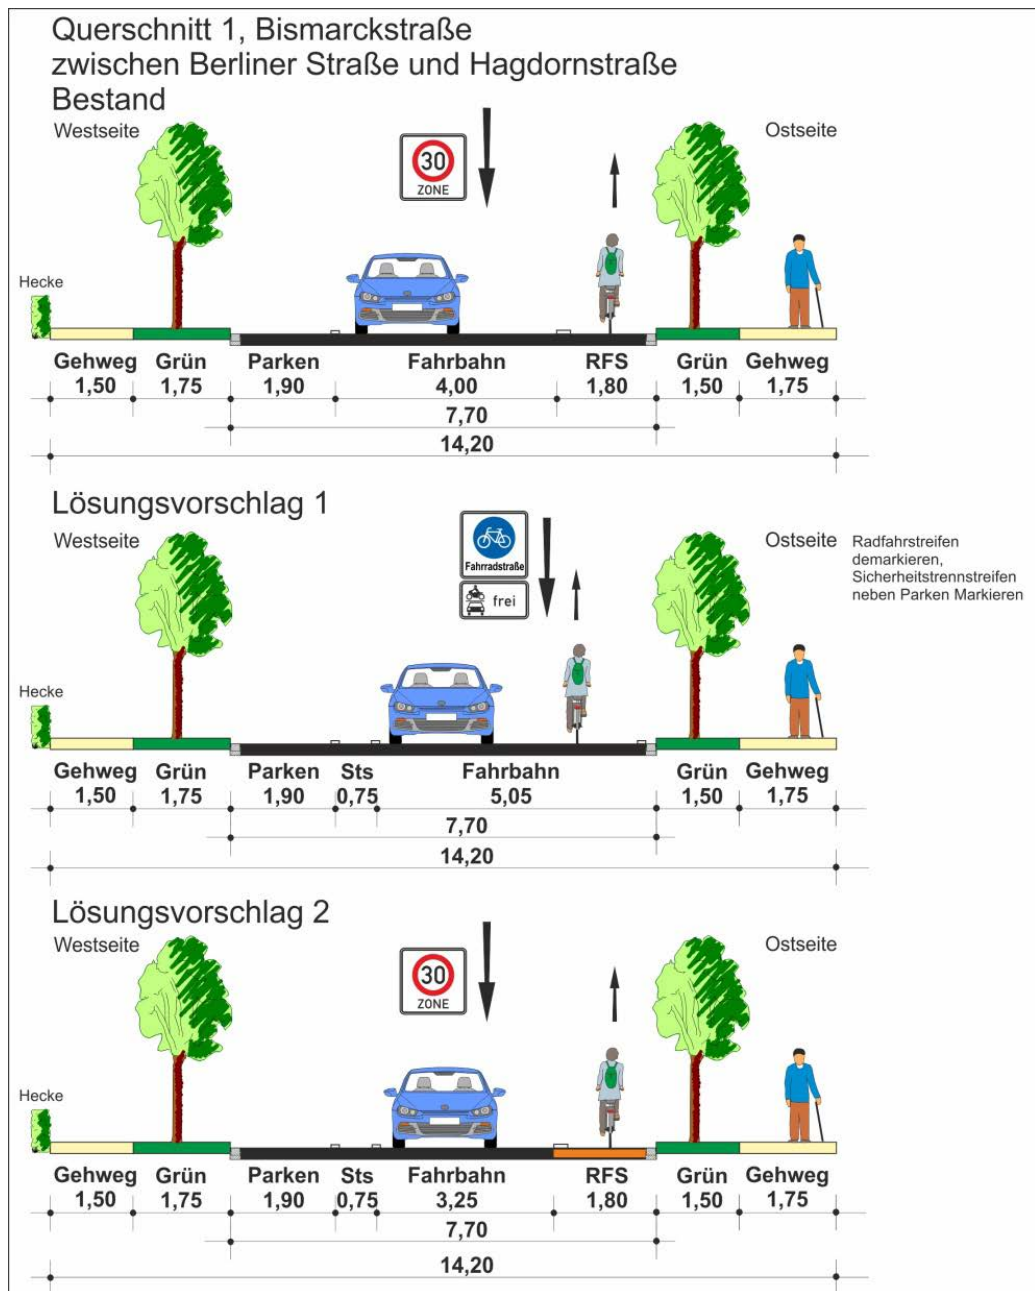 Querschnitt 1, Bismarckstraße
zwischen Berliner Straße und Hagdornstraße
Bestand
Westseite
Ostseite
30
ZONE
Hecke
Gehweg Grün Parken Fahrbahn RFS Grün Gehweg
1,50 1,75 1,90 4,00 1,80 1,50 1,75
7,70
14,20
Lösungsvorschlag 1
Westseite
Ostseite
Radfahrstreifen
demarkieren,
Sicherheitstrennstreifen
neben Parken Markieren
Fahrradstraße
frei
Hecke
Gehweg Grün Parken Sts Fahrbahn Grün Gehweg
1,50 1,75 1,90 0,75 5,05 1,50 1,75
7,70
14,20
Lösungsvorschlag 2
Westseite
Ostseite
30
ZONE
Hecke
Gehweg Grün Parken Sts Fahrbahn RFS Grün Gehweg
1,50 1,75 1,90 0,75 3,25 1,80 1,50 1,75
7,70
14,20